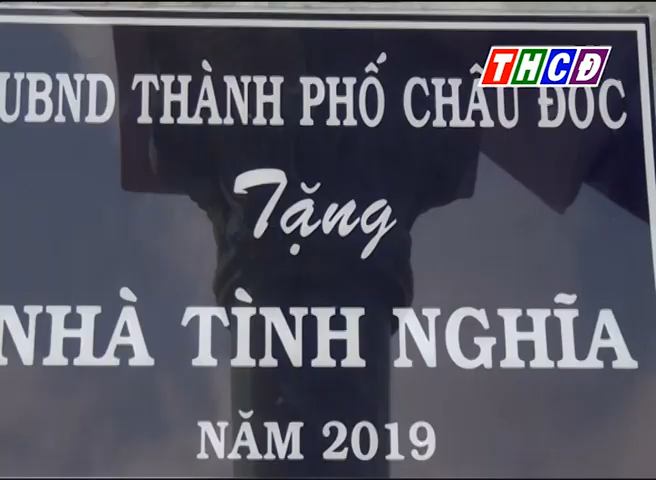 THCĐ
UBND THÀNH PHỐ CHÂU ĐỐC
Tặng
NHÀ TÌNH NGHĨA
NĂM 2019